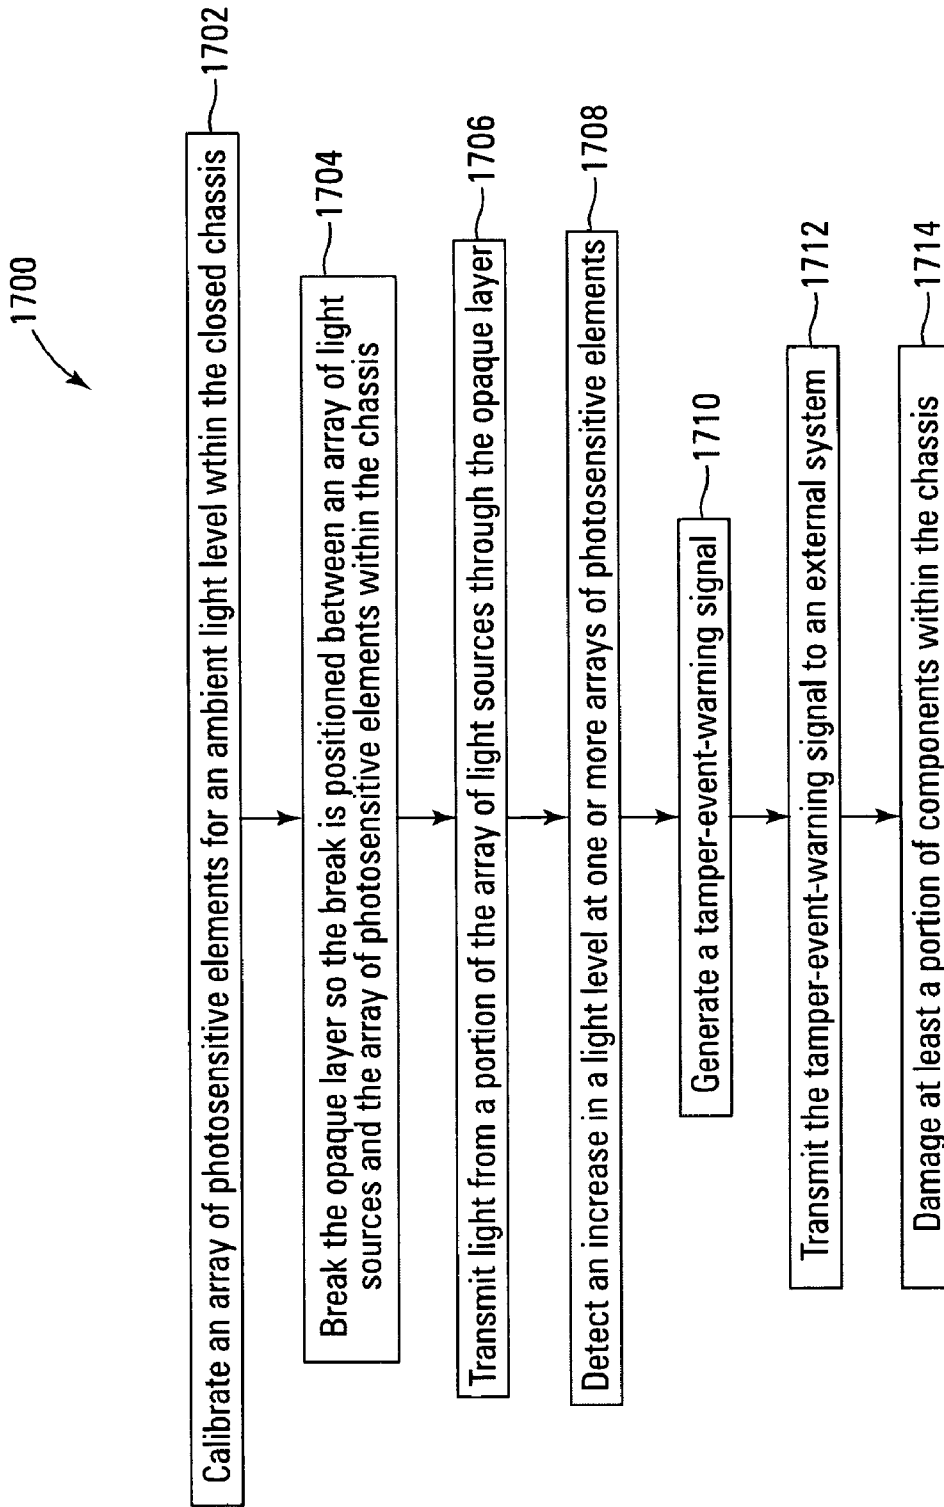 1700
Calibrate an array of photosensitive elements for an ambient light level wthin the closed chassis
1702
Break the opaque layer so the break is positioned between an array of light
sources and the array of photosensitive elements within the chassis
1704
Transmit light from a portion of the array of light sources through the opaque layer
1706
Detect an increase in a light level at one or more arrays of photosensitive elements
1708
Generate a tamper-event-warning signal
1710
Transmit the tamper-event-warning signal to an external system
1712
Damage at least a portion of components within the chassis
1714